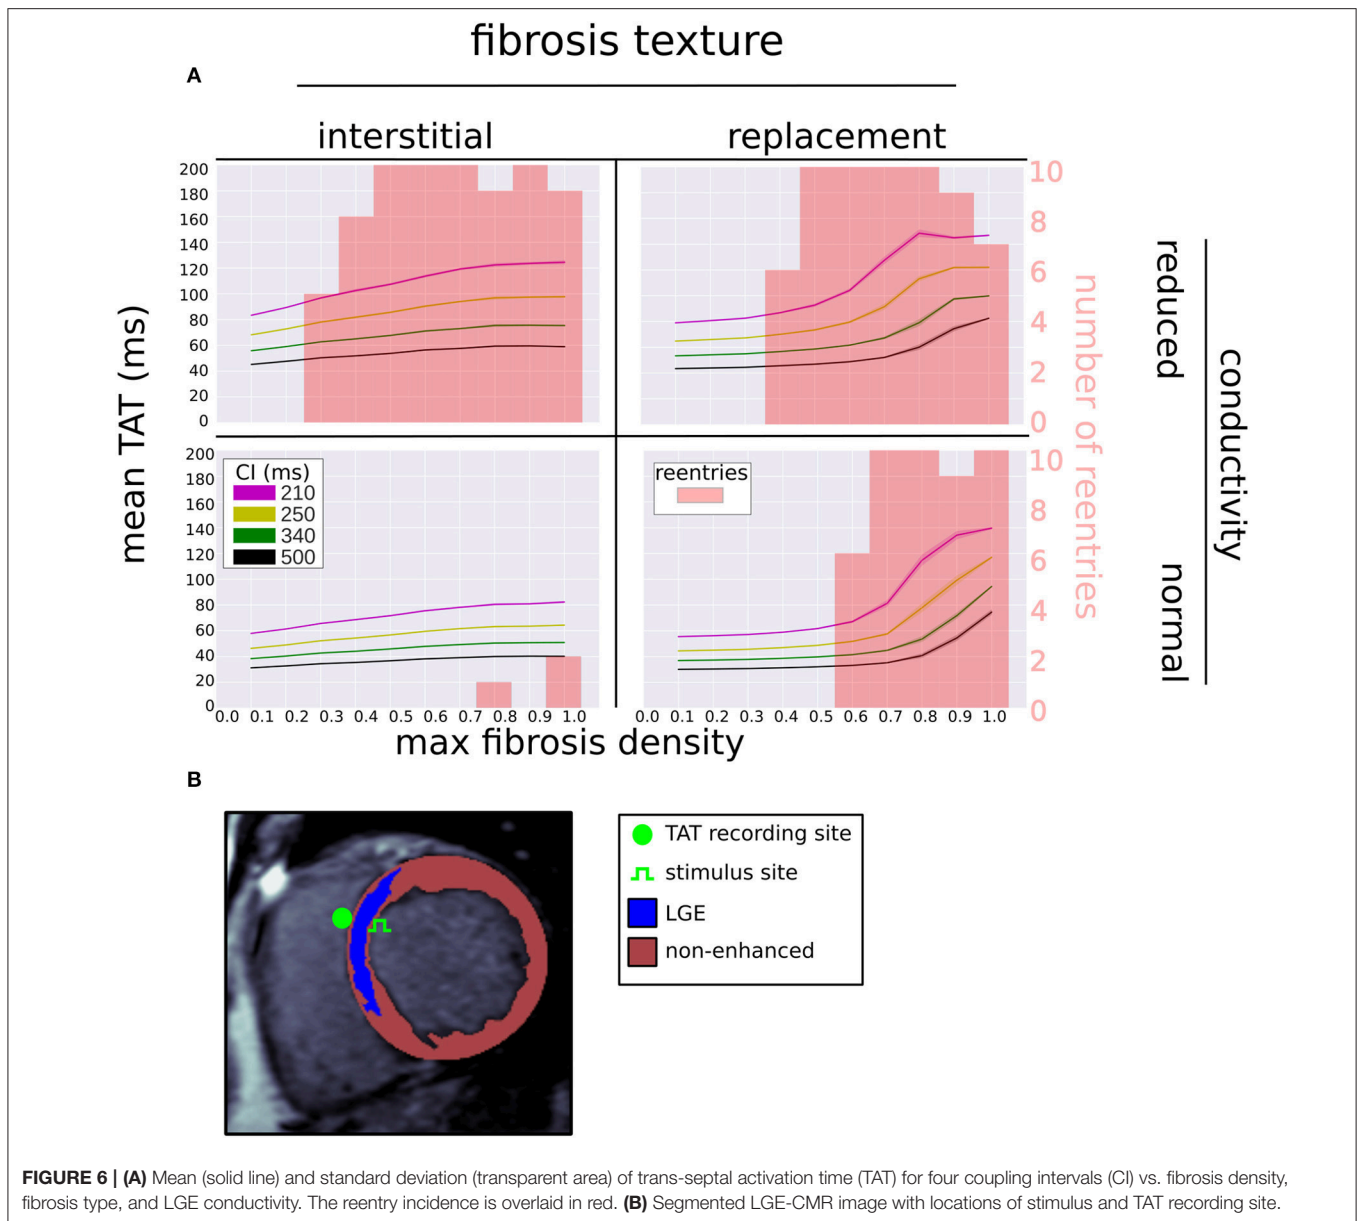 fibrosis texture
A
interstitial
replacement
200
180
160
140
120
100
80
60
40
20
0
10
8
6
4
2
0
reduced
mean TAT (ms)
number of reentries
conductivity
200
180
160
140
120
100
80
60
40
20
0
CI (ms)
210
250
340
500
reentries
10
8
6
4
2
0
normal
0.0 0.1 0.2 0.3 0.4 0.5 0.6 0.7 0.8 0.9 1.0
0.0 0.1 0.2 0.3 0.4 0.5 0.6 0.7 0.8 0.9 1.0
max fibrosis density
B
TAT recording site
stimulus site
LGE
non-enhanced
FIGURE 6 | (A) Mean (solid line) and standard deviation (transparent area) of trans-septal activation time (TAT) for four coupling intervals (CI) vs. fibrosis density,
fibrosis type, and LGE conductivity. The reentry incidence is overlaid in red. (B) Segmented LGE-CMR image with locations of stimulus and TAT recording site.